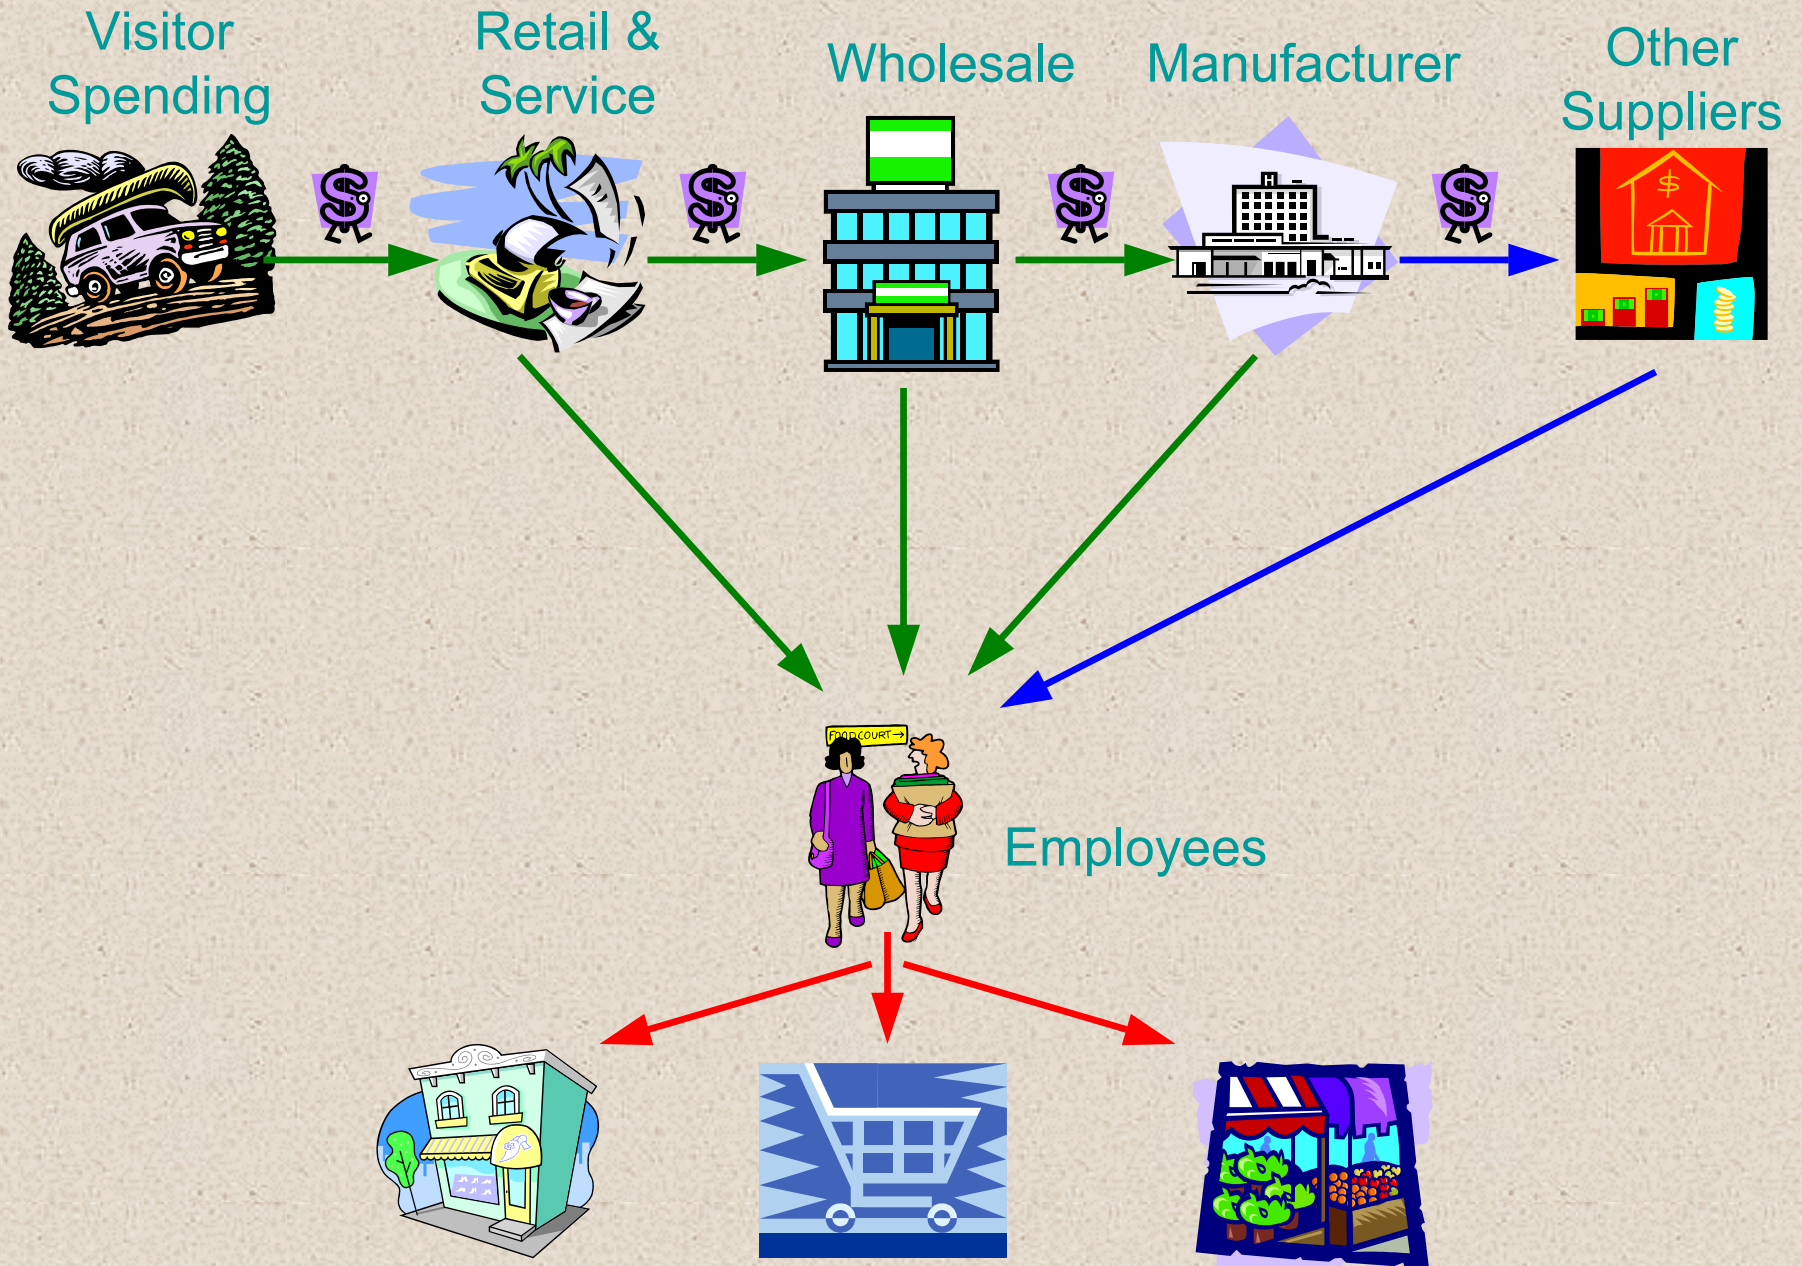 Visitor
Spending
Retail &
Service
Wholesale
Manufacturer
Other
Suppliers
$
$
$
$
$
H
FOOD COURT→
Employees